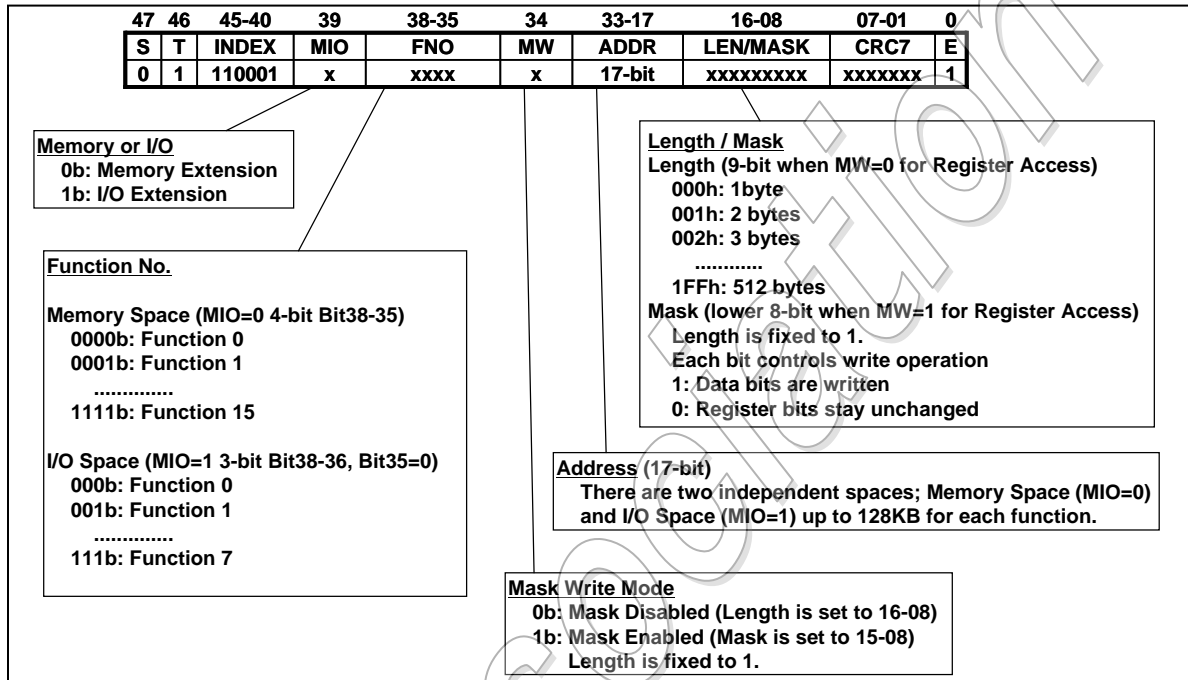 47 46 45-40 39 38-35 34 33-17 16-08 07-01 0
S T INDEX MIO FNO MW ADDR LEN/MASK CRC7 E
0 1 110001 x xxxx x 17-bit xxxxxxxxx xxxxxxx 1
Memory or I/O
0b: Memory Extension
1b: I/O Extension
Length / Mask
Length (9-bit when MW=0 for Register Access)
000h: 1byte
001h: 2 bytes
002h: 3 bytes
............
1FFh: 512 bytes
Mask (lower 8-bit when MW=1 for Register Access)
Length is fixed to 1.
Each bit controls write operation
1: Data bits are written
0: Register bits stay unchanged
Function No.
Memory Space (MIO=0 4-bit Bit38-35)
0000b: Function 0
0001b: Function 1
..............
1111b: Function 15
I/O Space (MIO=1 3-bit Bit38-36, Bit35=0)
000b: Function 0
001b: Function 1
..............
111b: Function 7
Address (17-bit)
There are two independent spaces; Memory Space (MIO=0)
and I/O Space (MIO=1) up to 128KB for each function.
Mask Write Mode
0b: Mask Disabled (Length is set to 16-08)
1b: Mask Enabled (Mask is set to 15-08)
Length is fixed to 1.